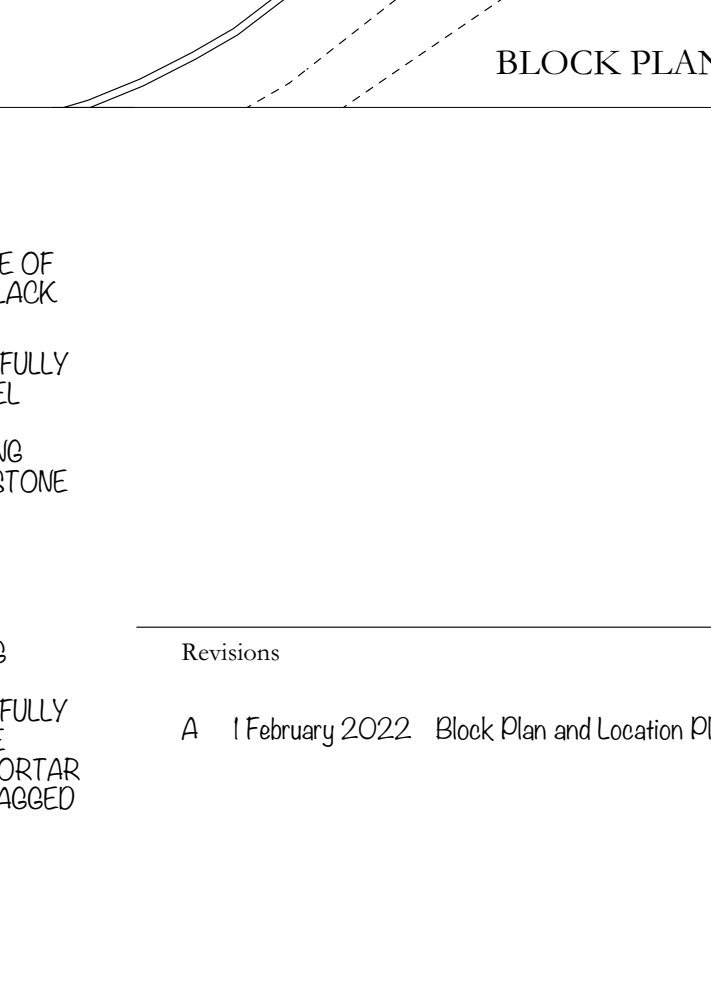 BLOCK PLAN
E OF
LACK
FULLY
EL
NG
STONE
Revisions
G
FULLY
A 1 February 2022 Block Plan and Location Pl
E
ORTAR
AGGED